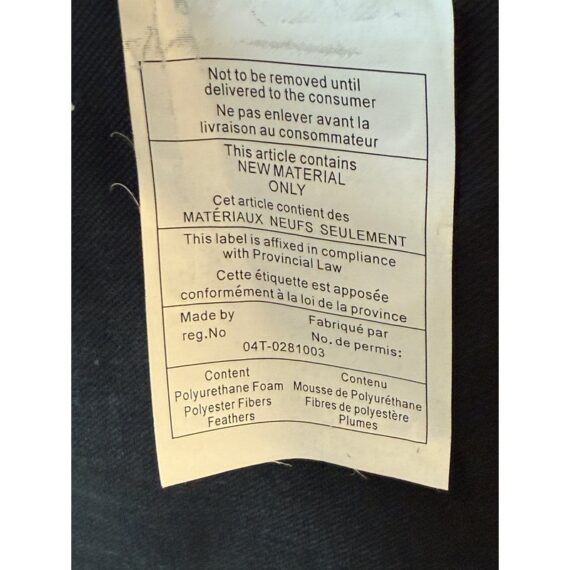 Not to be removed until
delivered to the consumer
Ne pas enlever avant la
livraison au consommateur
This article contains
NEW MATERIAL
ONLY
Cet article contient des
MATÉRIAUX NEUFS SEULEMENT
This label is affixed in compliance
with Provincial Law
Cette étiquette est apposée
conformément à la loi de la province
Made by Fabriqué par
reg.No No. de permis:
04T-0281003
Content Contenu
Polyurethane Foam Mousse de Polyuréthane
Polyester Fibers Fibres de polyestère
Feathers Plumes